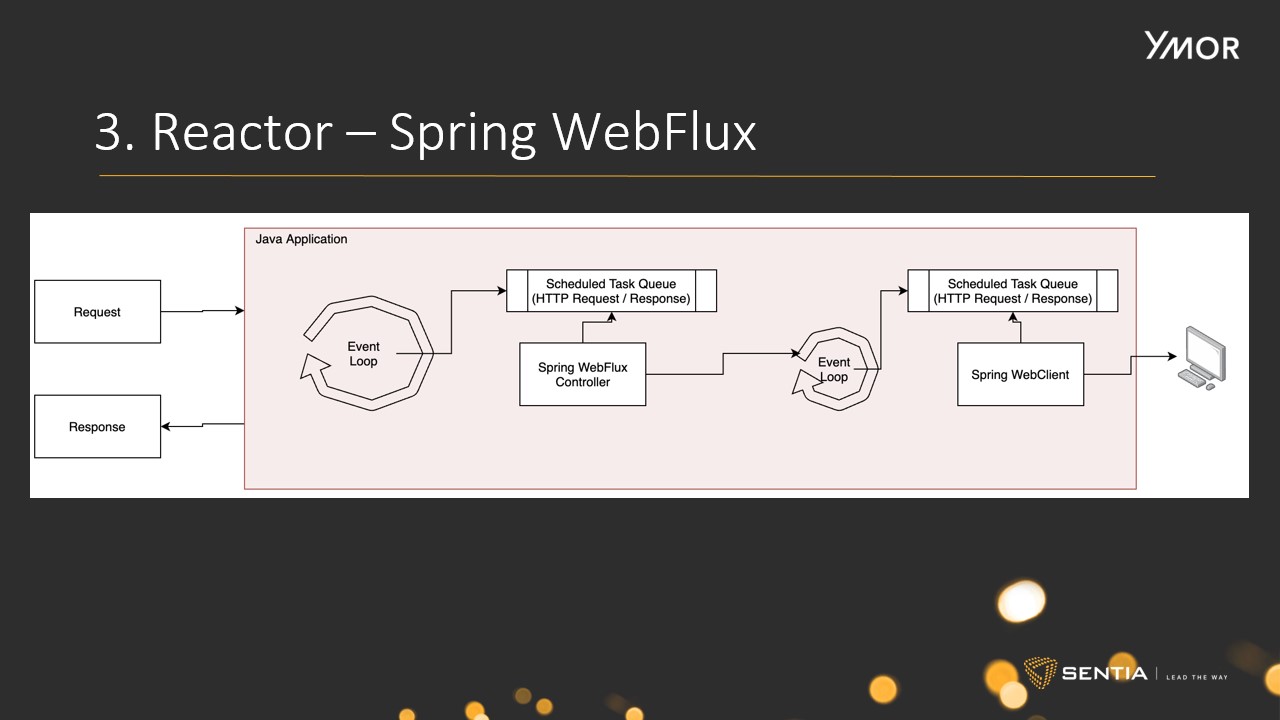 YMOR
3. Reactor – Spring WebFlux
Java Application
Request
Response
Event
Loop
Scheduled Task Queue
(HTTP Request / Response)
Spring WebFlux
Controller
Event
Loop
Scheduled Task Queue
(HTTP Request / Response)
Spring WebClient
SENTIA
LEAD THE WAY